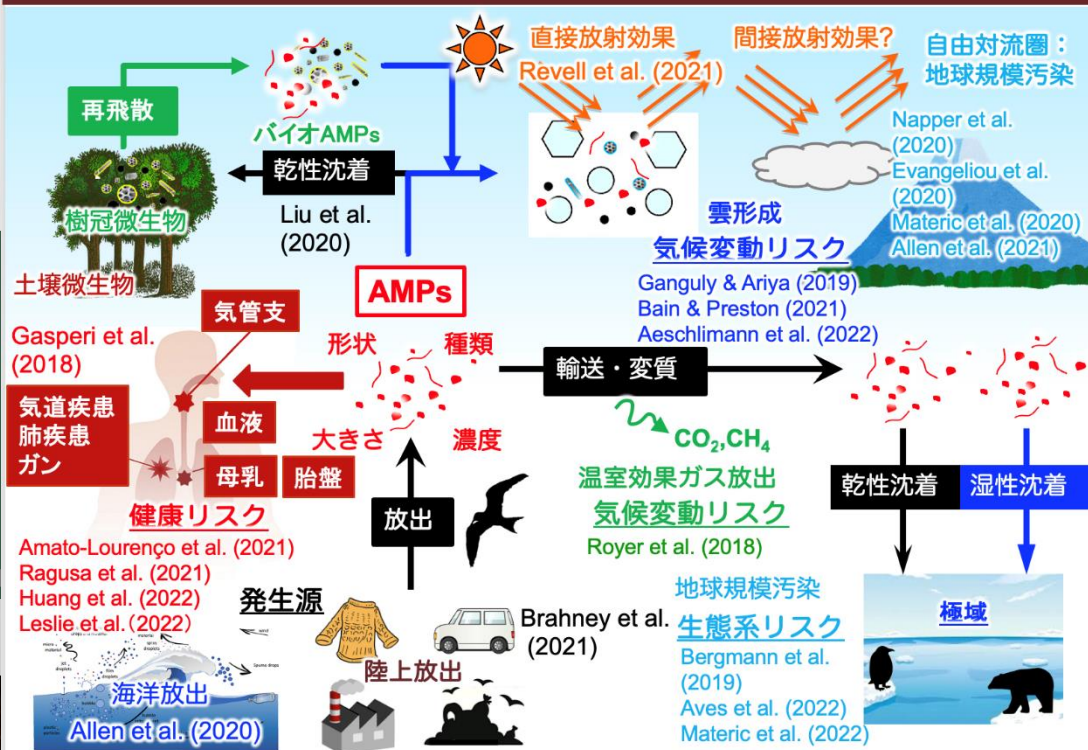 直接放射効果
Revell et al. (2021)
間接放射効果?
自由対流圏：
地球規模汚染
Napper et al.
(2020)
Evangeliou et al.
(2020)
Materic et al. (2020)
Allen et al. (2021)
再飛散
バイオAMPs
乾性沈着
Liu et al.
(2020)
樹冠微生物
土壌微生物
雲形成
気候変動リスク
Ganguly & Ariya (2019)
Bain & Preston (2021)
Aeschlimann et al. (2022)
AMPs
形状
種類
大きさ
濃度
輸送・変質
CO2,CH4
温室効果ガス放出
気候変動リスク
Royer et al. (2018)
Gasperi et al.
(2018)
気管支
気道疾患
肺疾患
ガン
血液
母乳
胎盤
健康リスク
Amato-Lourenço et al. (2021)
Ragusa et al. (2021)
Huang et al. (2022)
Leslie et al. (2022)
放出
発生源
Brahney et al.
(2021)
陸上放出
海洋放出
Allen et al. (2020)
乾性沈着
湿性沈着
地球規模汚染
生態系リスク
Bergmann et al.
(2019)
Aves et al. (2022)
Materic et al. (2022)
極域